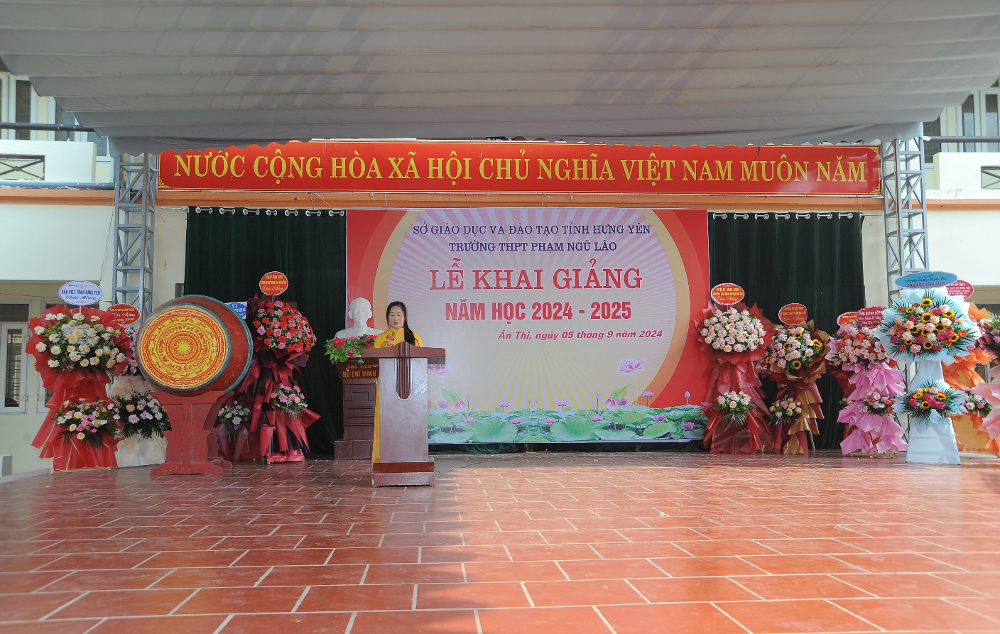 NƯỚC CỘNG HÒA XÃ HỘI CHỦ NGHĨA VIỆT NAM MUÔN NĂM
SỞ GIÁO DỤC VÀ ĐÀO TẠO TỈNH HƯNG YÊN
TRƯỜNG THPT PHẠM NGŨ LÃO
LỄ KHAI GIẢNG
NĂM HỌC 2024 - 2025
Ân Thi, ngày 05 tháng 9 năm 2024
BẢO VIỆT TỈNH HƯNG YÊN
Chúc Mừng
CHỦ TỊCH
HỒ CHÍ MINH